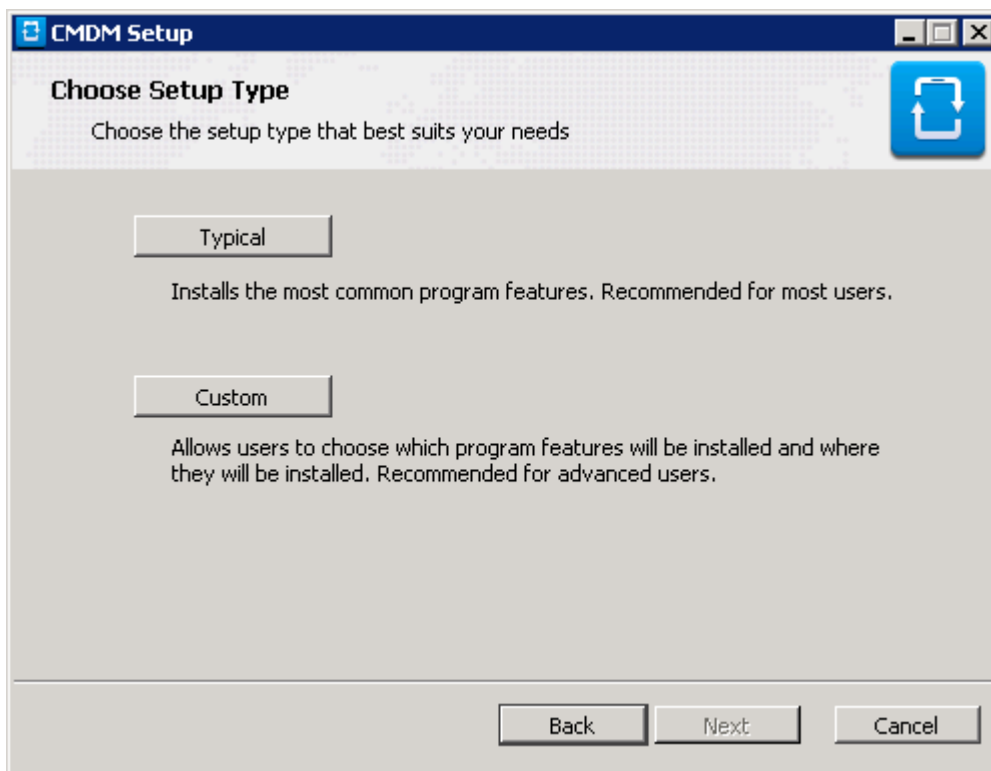 CMDM Setup
Choose Setup Type
Choose the setup type that best suits your needs
Typical
Installs the most common program features. Recommended for most users.
Custom
Allows users to choose which program features will be installed and where
they will be installed. Recommended for advanced users.
Back Next Cancel